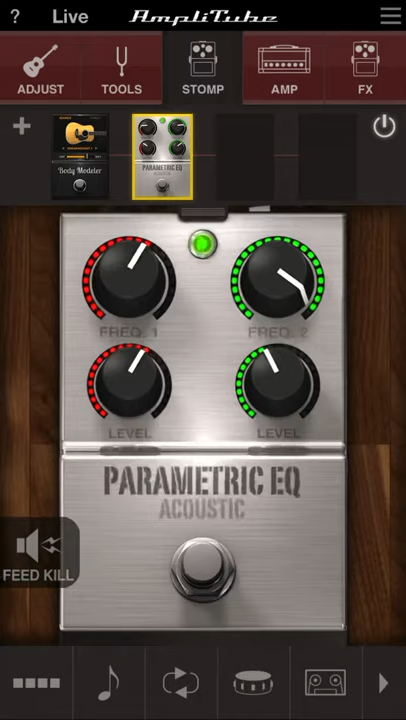 ? Live AmpliTube
ADJUST TOOLS STOMP AMP FX
Body Modeler
PARAMETRIC EQ
ACOUSTIC
FREQ. 1 FREQ. 2
LEVEL LEVEL
PARAMETRIC EQ
ACOUSTIC
FEED KILL